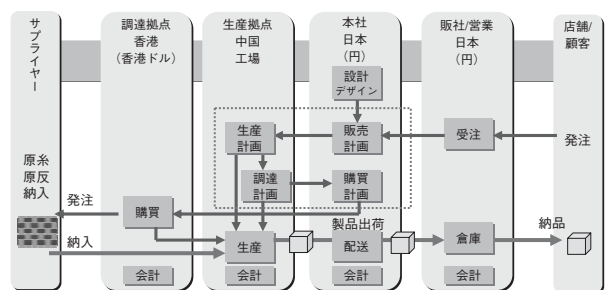 サプライヤー
調達拠点
香港
(香港ドル)
生産拠点
中国
工場
本社
日本
(円)
販社/営業
日本
(円)
店舗/
顧客
設計
デザイン
生産
計画
販売
計画
受注
発注
調達
計画
購買
計画
原糸
原反
納入
発注
購買
納入
生産
製品出荷
配送
倉庫
納品
会計
会計
会計
会計